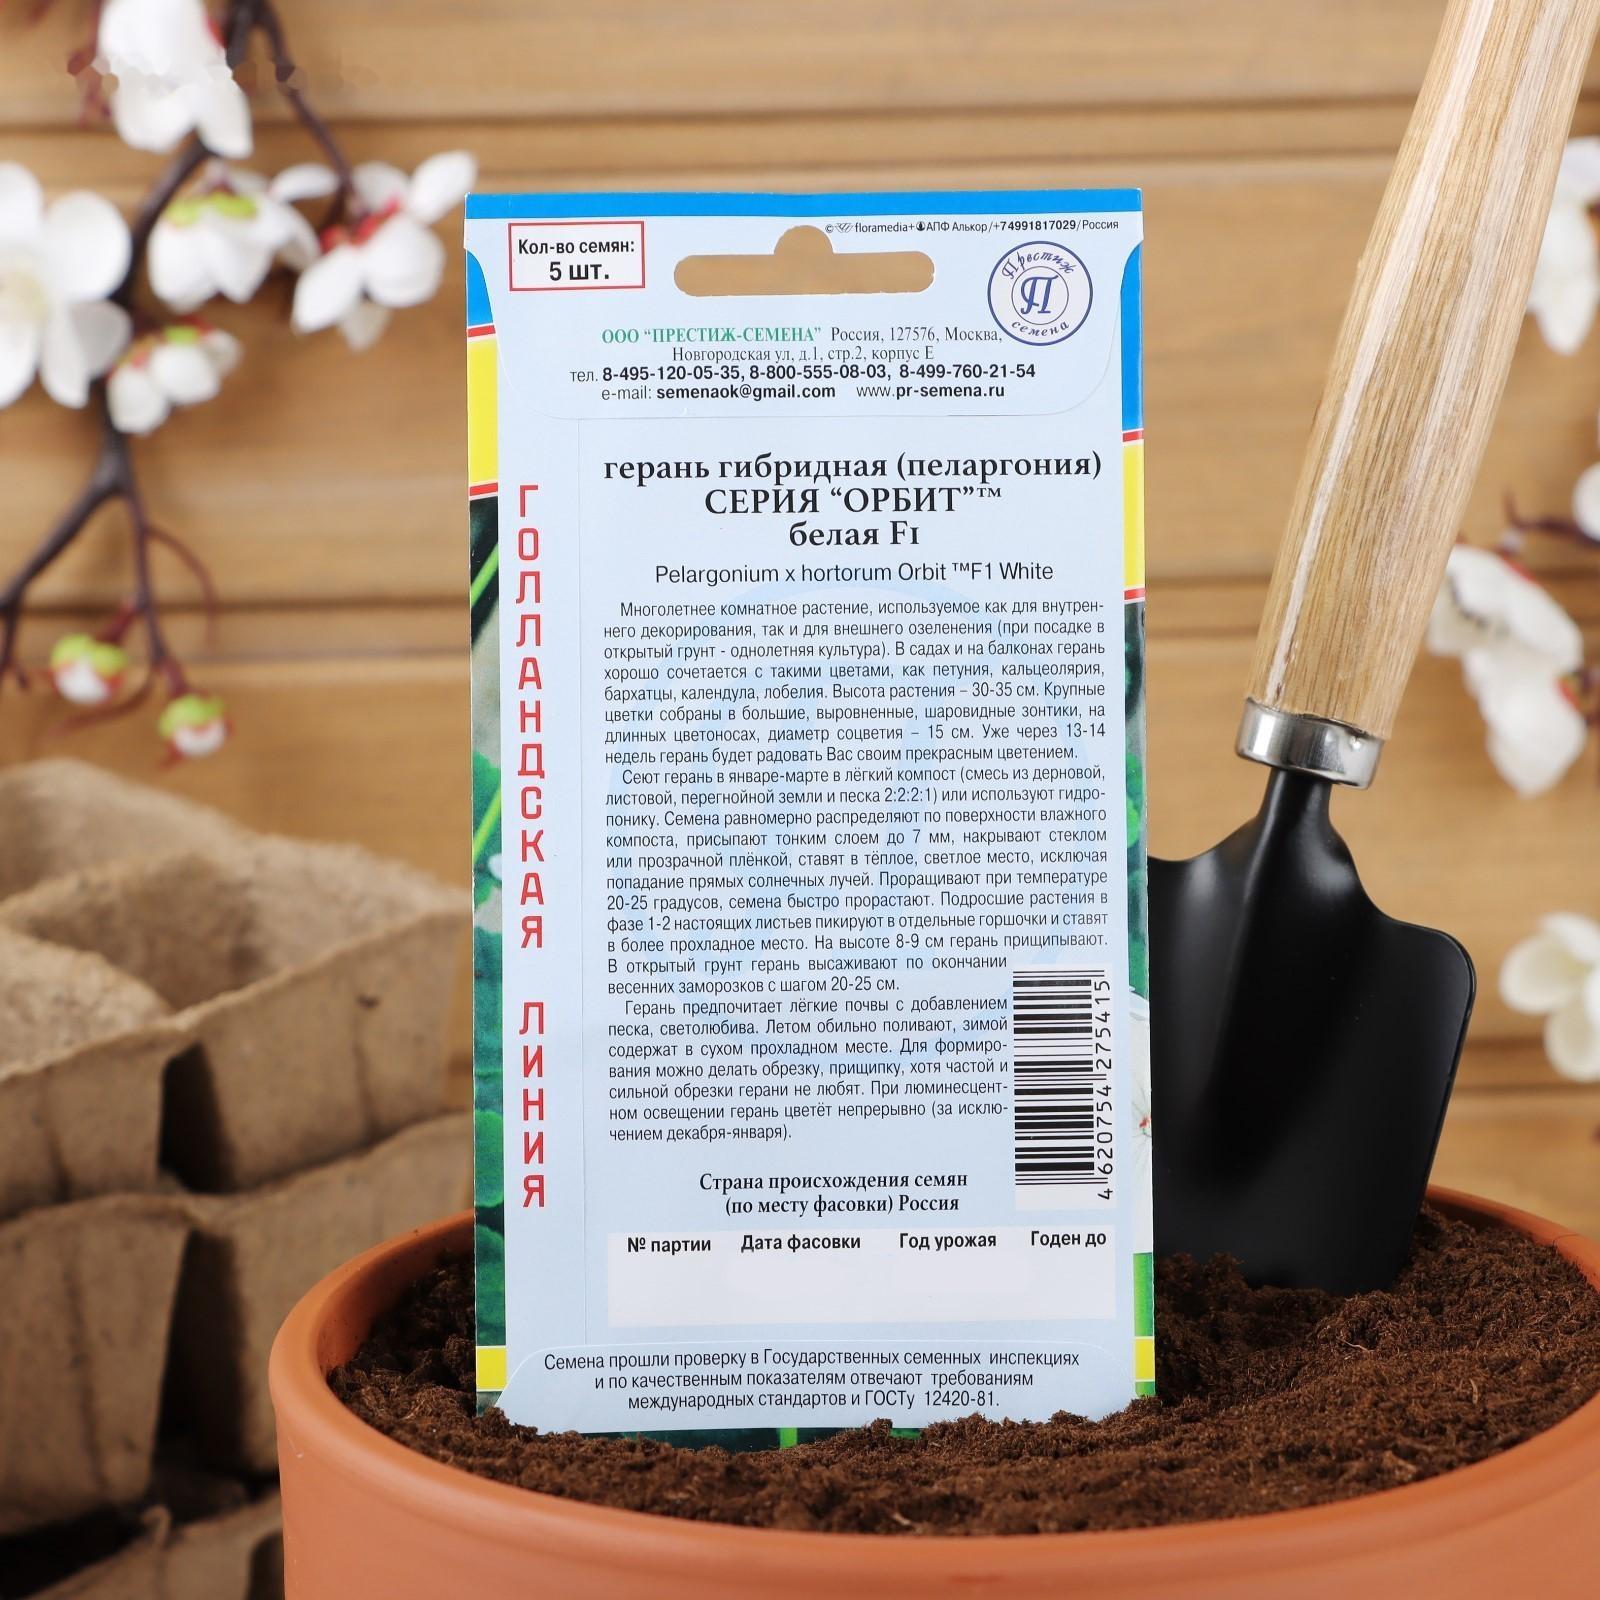 © floramedia+ АПФ Алькор/+74991817029/Россия
Кол-во семян:
5 шт.
Престиж
П
семена
ООО “ПРЕСТИЖ-СЕМЕНА” Россия, 127576, Москва,
Новгородская ул, д.1, стр.2, корпус Е
тел. 8-495-120-05-35, 8-800-555-08-03, 8-499-760-21-54
e-mail: semenaok@gmail.com www.pr-semena.ru
ГОЛЛАНДСКАЯ ЛИНИЯ
герань гибридная (пеларгония)
СЕРИЯ “ОРБИТ”™
белая F1
Pelargonium x hortorum Orbit ™F1 White
Многолетнее комнатное растение, используемое как для внутрен-
него декорирования, так и для внешнего озеленения (при посадке в
открытый грунт - однолетняя культура). В садах и на балконах герань
хорошо сочетается с такими цветами, как петуния, кальцеолярия,
бархатцы, календула, лобелия. Высота растения – 30-35 см. Крупные
цветки собраны в большие, выровненные, шаровидные зонтики, на
длинных цветоносах, диаметр соцветия – 15 см. Уже через 13-14
недель герань будет радовать Вас своим прекрасным цветением.
Сеют герань в январе-марте в лёгкий компост (смесь из дерновой,
листовой, перегнойной земли и песка 2:2:2:1) или используют гидро-
понику. Семена равномерно распределяют по поверхности влажного
компоста, присыпают тонким слоем до 7 мм, накрывают стеклом
или прозрачной плёнкой, ставят в тёплое, светлое место, исключая
попадание прямых солнечных лучей. Проращивают при температуре
20-25 градусов, семена быстро прорастают. Подросшие растения в
фазе 1-2 настоящих листьев пикируют в отдельные горшочки и ставят
в более прохладное место. На высоте 8-9 см герань прищипывают.
В открытый грунт герань высаживают по окончании
весенних заморозков с шагом 20-25 см.
Герань предпочитает лёгкие почвы с добавлением
песка, светолюбива. Летом обильно поливают, зимой
содержат в сухом прохладном месте. Для формиро-
вания можно делать обрезку, прищипку, хотя частой и
сильной обрезки герани не любят. При люминесцент-
ном освещении герань цветёт непрерывно (за исклю-
чением декабря-января).
4 620754 275415
Страна происхождения семян
(по месту фасовки) Россия
№ партии Дата фасовки Год урожая Годен до
Семена прошли проверку в Государственных семенных инспекциях
и по качественным показателям отвечают требованиям
международных стандартов и ГОСТу 12420-81.